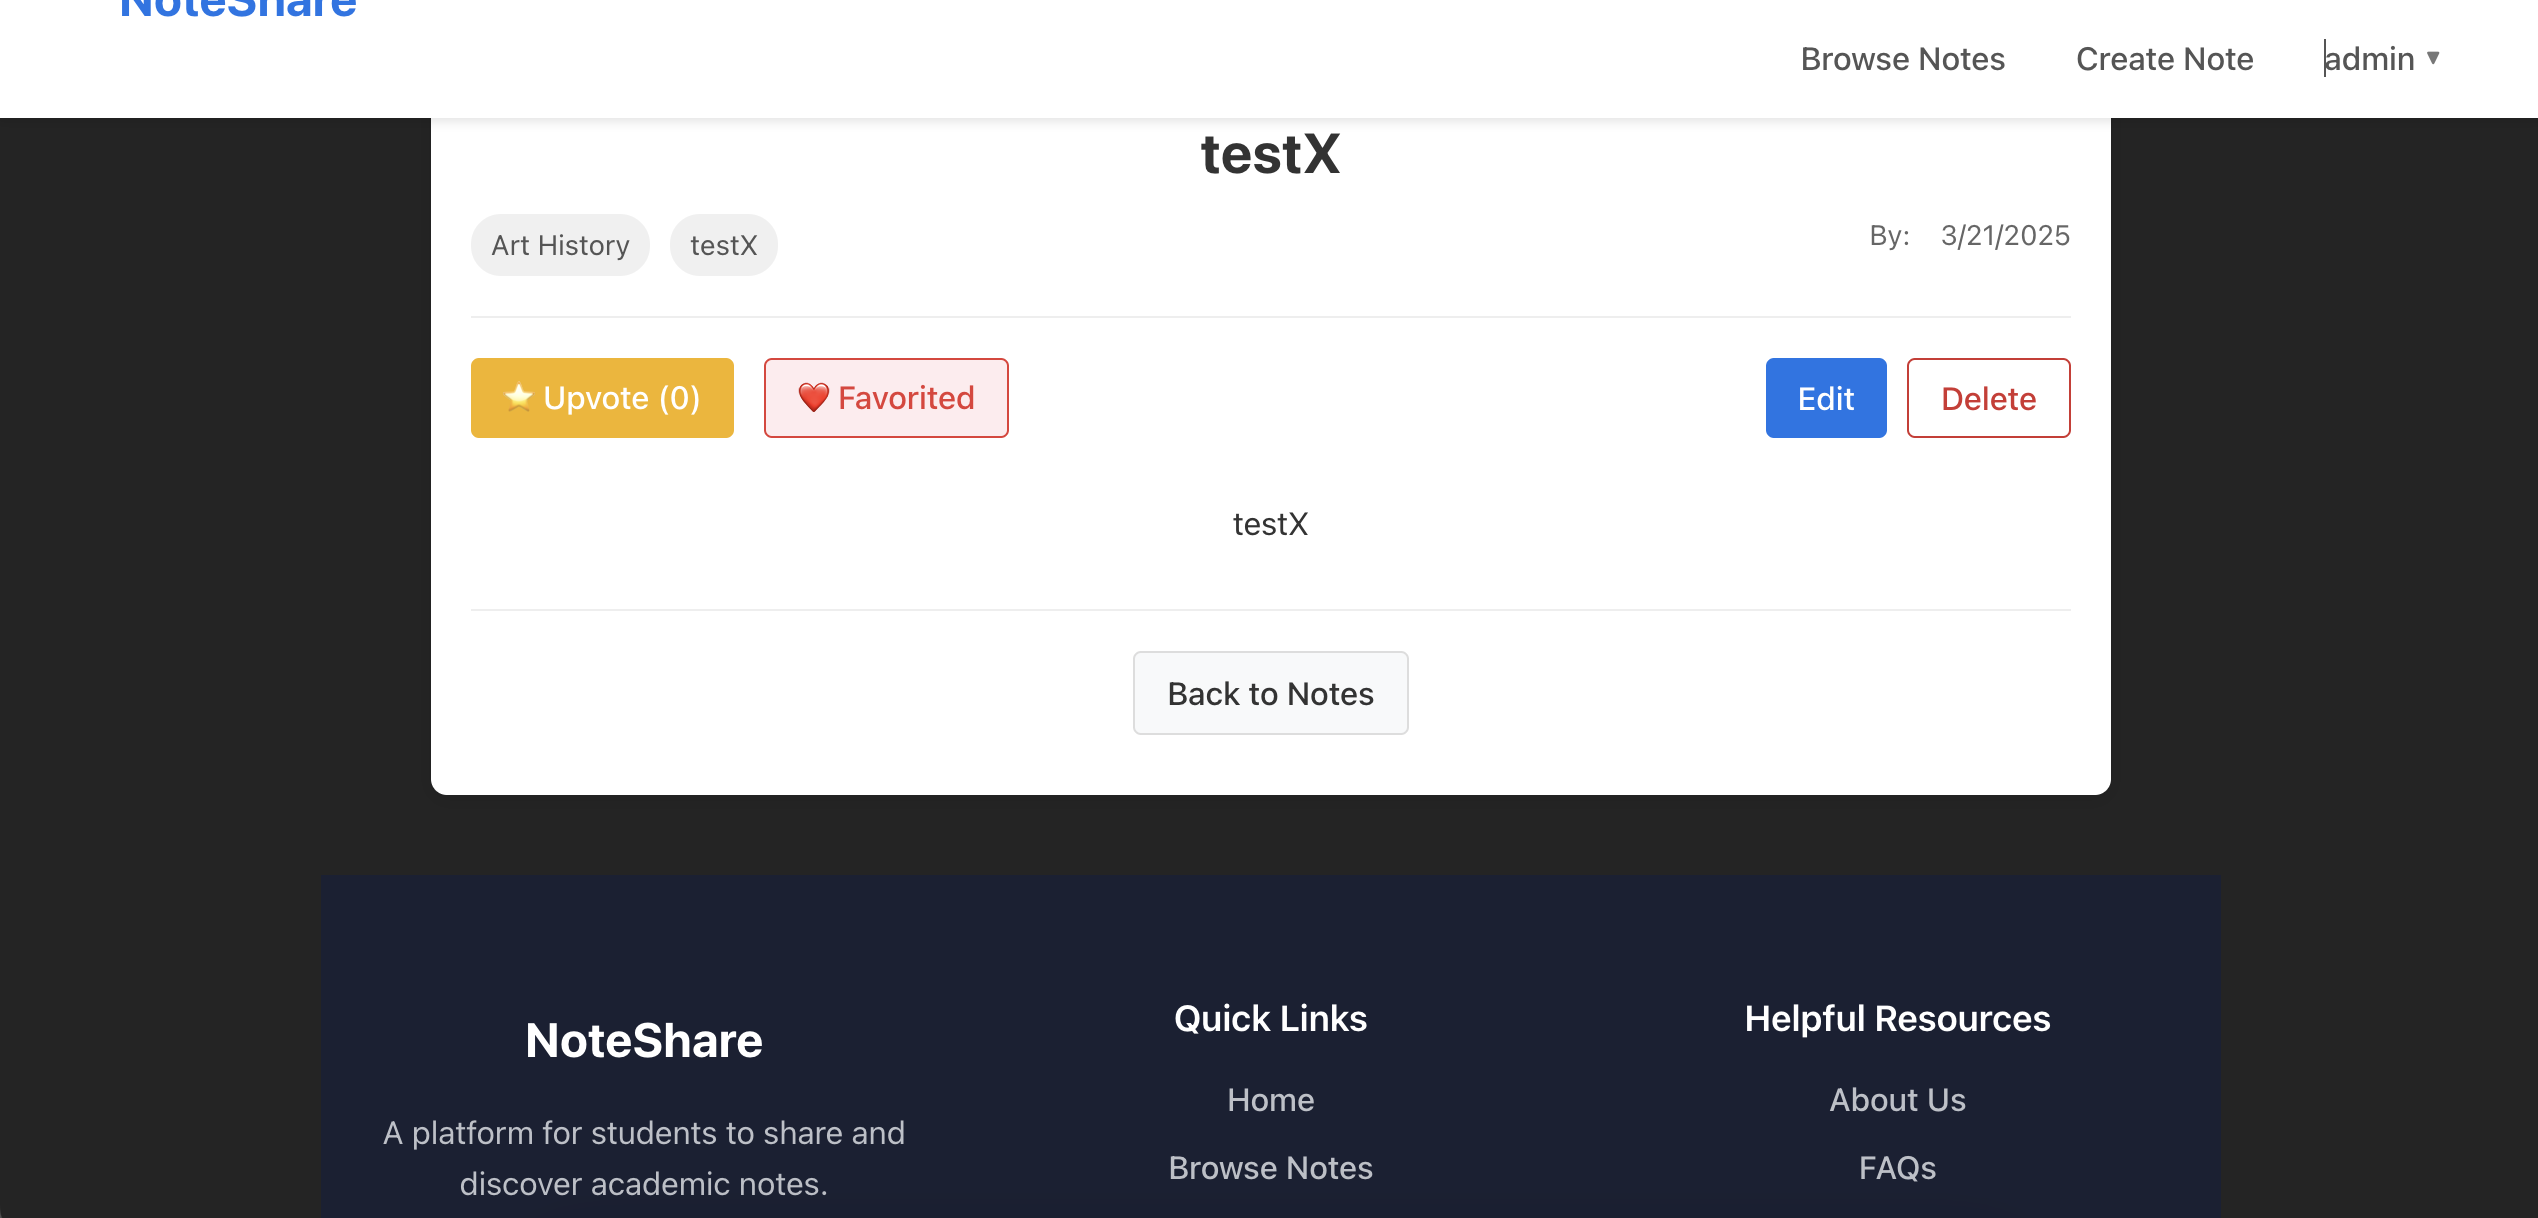 NoteShare
Browse Notes Create Note admin ▼
testX
Art History testX By: 3/21/2025
⭐ Upvote (0) ❤️ Favorited Edit Delete
testX
Back to Notes
NoteShare
A platform for students to share and
discover academic notes.
Quick Links
Home
Browse Notes
Helpful Resources
About Us
FAQs